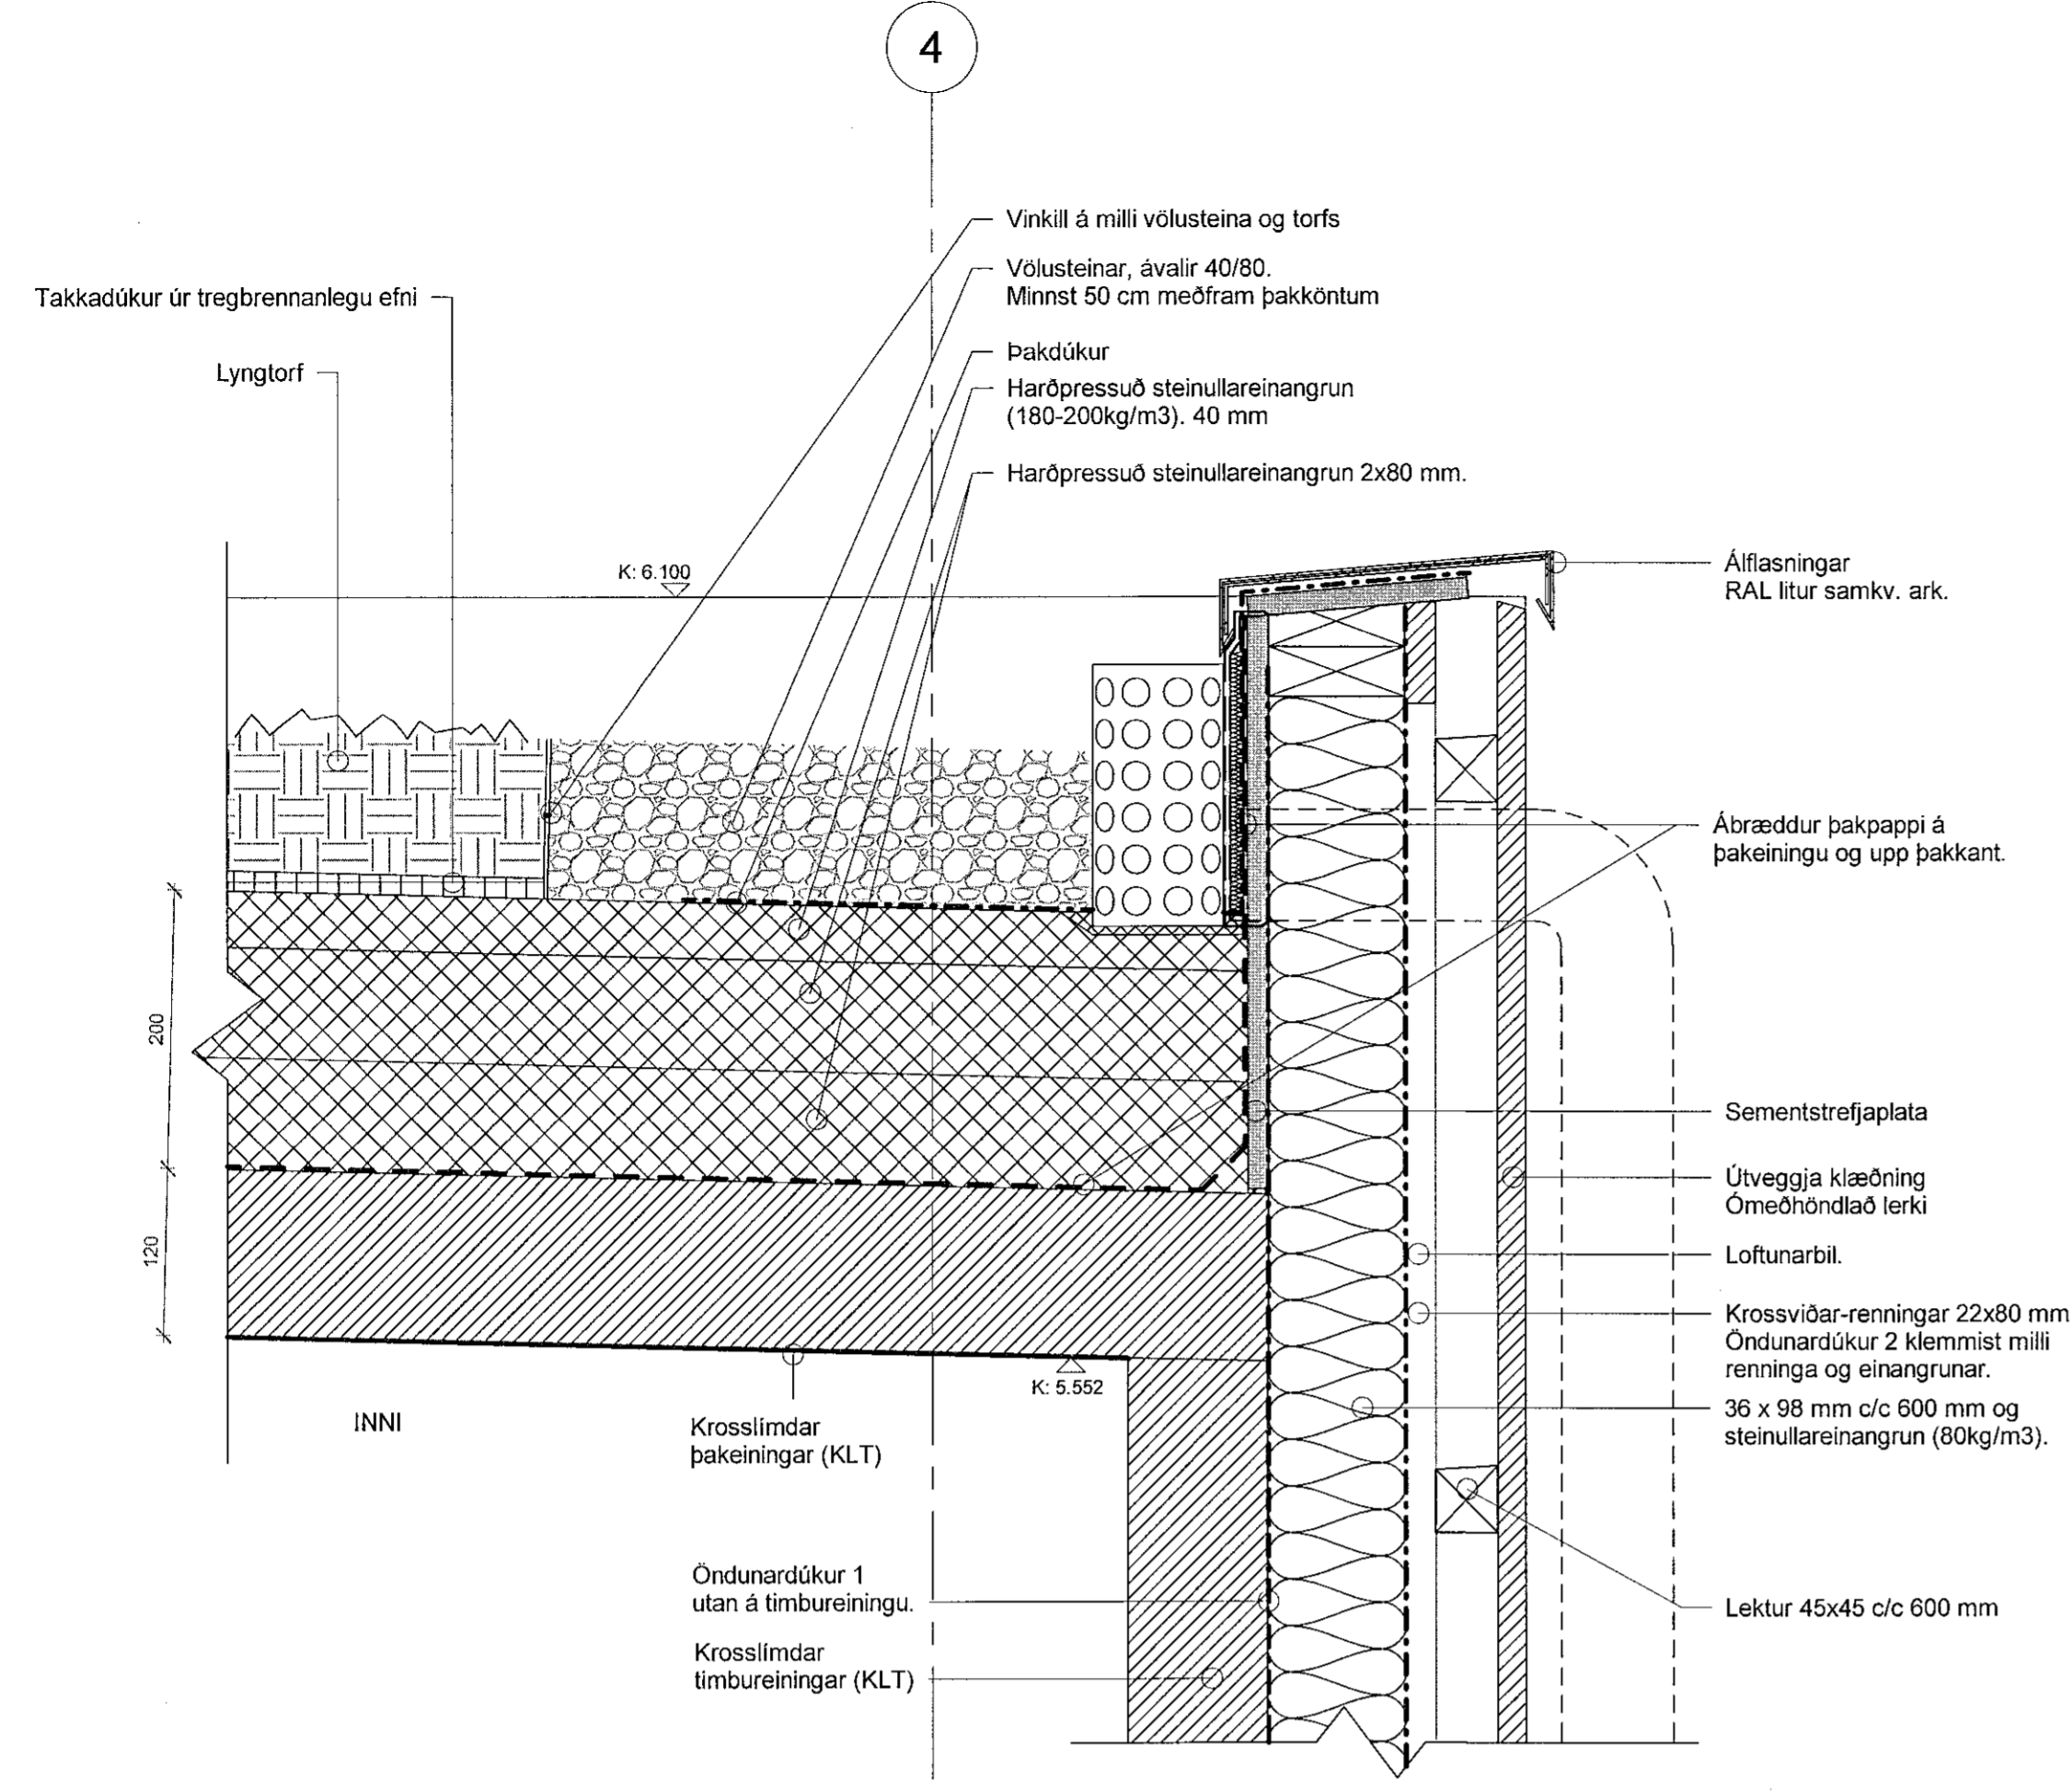 4
Vinkill á milli völusteina og torfs
Völusteinar, ávalir 40/80.
Minnst 50 cm meðfram þakköntum
Takkadúkur úr tregbrennanlegu efni
Þakdúkur
Lyngtorf
Harðpressuð steinullareinangrun
(180-200kg/m3). 40 mm
Harðpressuð steinullareinangrun 2x80 mm.
K: 6.100
Álflasningar
RAL litur samkv. ark.
Ábræddur þakpappi á
þakeiningu og upp þakkant.
200
Sementstrefjaplata
Útveggja klæðning
Ómeðhöndlað lerki
120
Loftunarbil.
Krossviðar-renningar 22x80 mm
Öndunardúkur 2 klemmist milli
renninga og einangrunar.
K: 5.552
36 x 98 mm c/c 600 mm og
steinullareinangrun (80kg/m3).
INNI
Krosslímdar
þakeiningar (KLT)
Öndunardúkur 1
utan á timbureiningu.
Lektur 45x45 c/c 600 mm
Krosslímdar
timbureiningar (KLT)